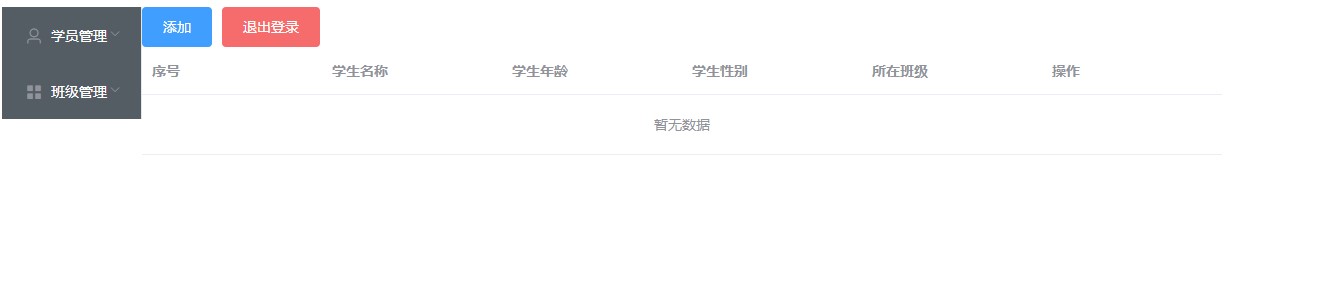 学员管理
班级管理
添加 退出登录
序号 学生名称 学生年龄 学生性别 所在班级 操作
暂无数据